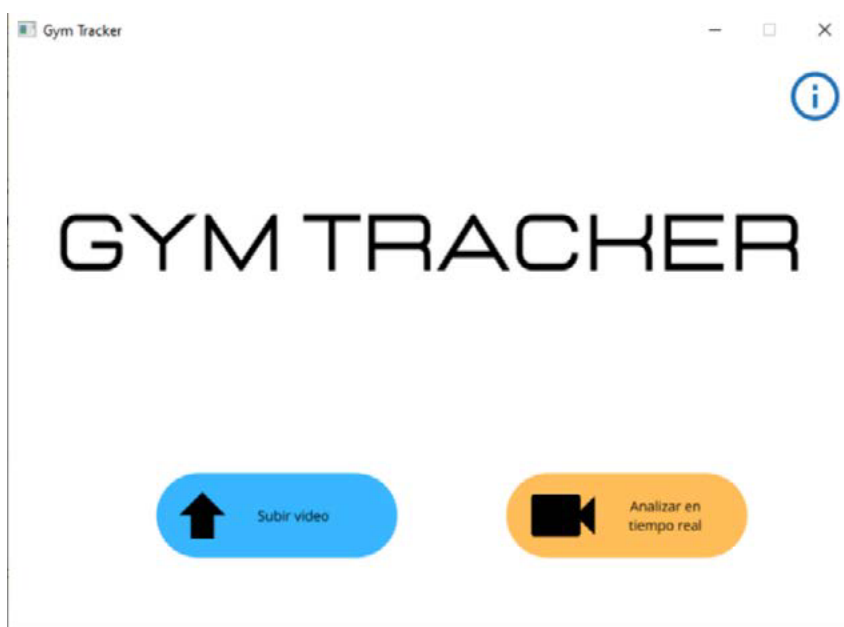 Gym Tracker
GYM TRACKER
Subir video
Analizar en
tiempo real